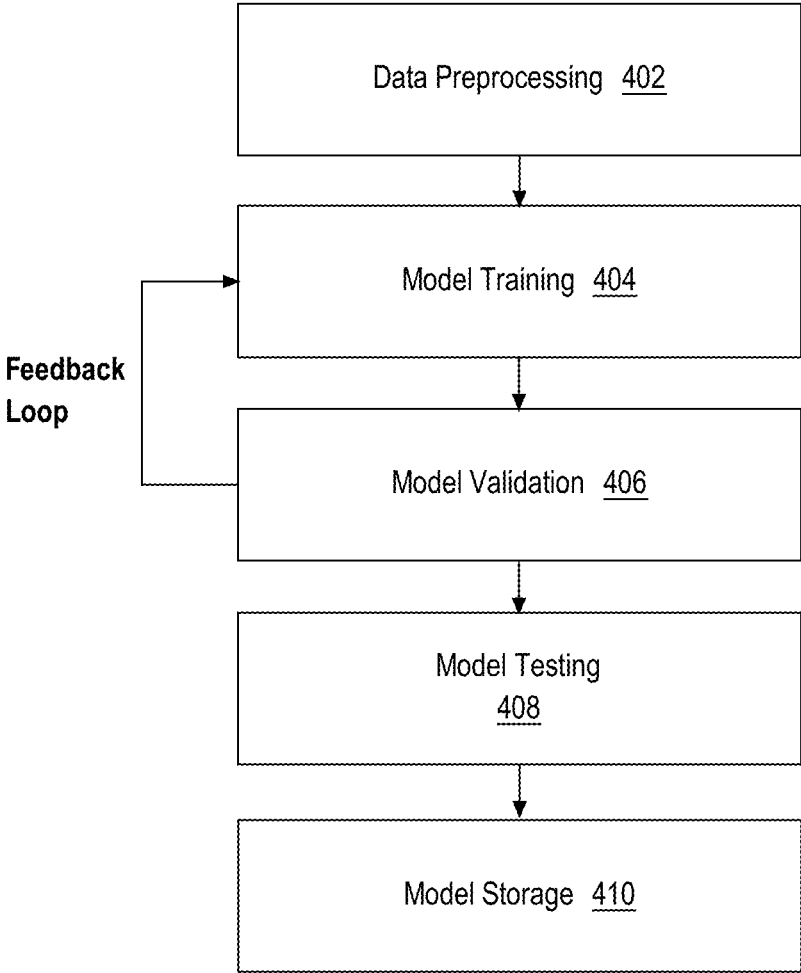 Data Preprocessing 402
Model Training 404
Feedback
Loop
Model Validation 406
Model Testing
408
Model Storage 410